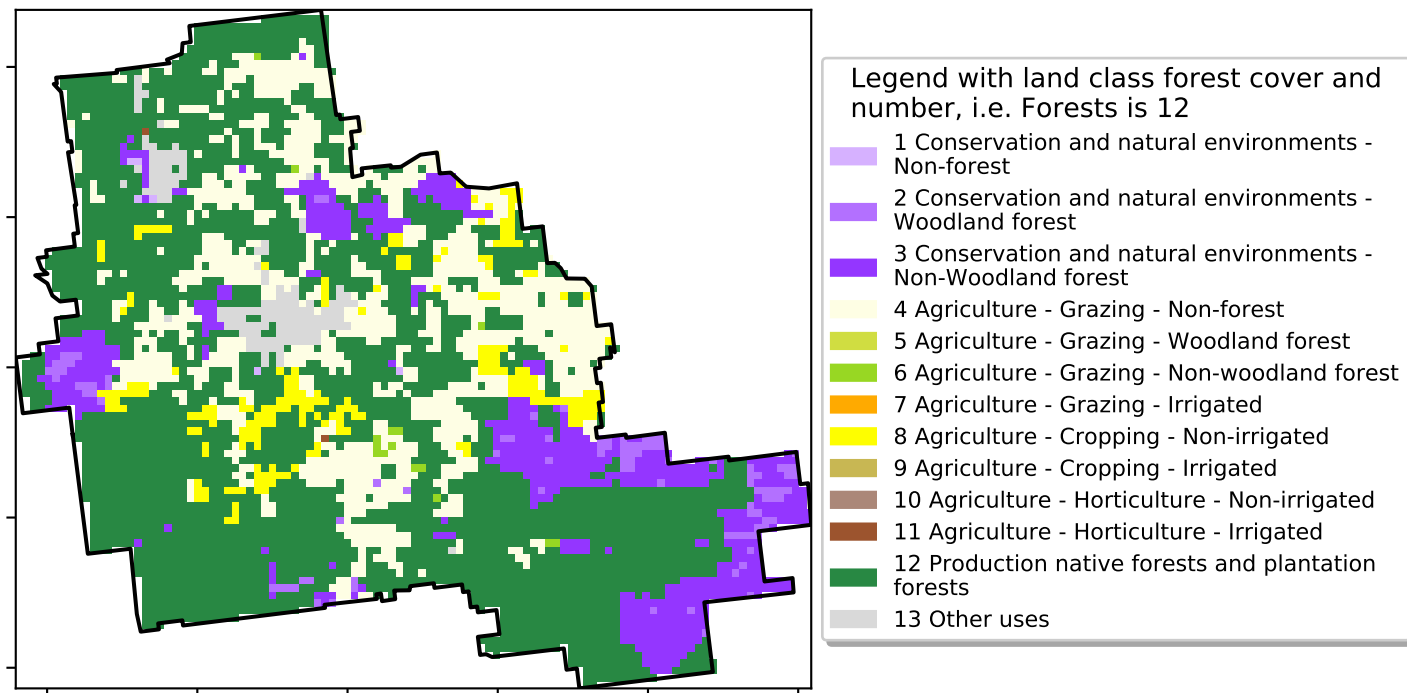 Legend with land class forest cover and
number, i.e. Forests is 12
1 Conservation and natural environments -
Non-forest
2 Conservation and natural environments -
Woodland forest
3 Conservation and natural environments -
Non-Woodland forest
4 Agriculture - Grazing - Non-forest
5 Agriculture - Grazing - Woodland forest
6 Agriculture - Grazing - Non-woodland forest
7 Agriculture - Grazing - Irrigated
8 Agriculture - Cropping - Non-irrigated
9 Agriculture - Cropping - Irrigated
10 Agriculture - Horticulture - Non-irrigated
11 Agriculture - Horticulture - Irrigated
12 Production native forests and plantation
forests
13 Other uses